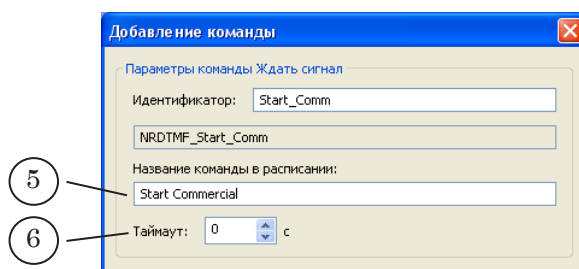 Добавление команды
Параметры команды Ждать сигнал
Идентификатор: Start_Comm
NRDTMF_Start_Comm
Название команды в расписании:
5
Start Commercial
6 Таймаут: 0 с